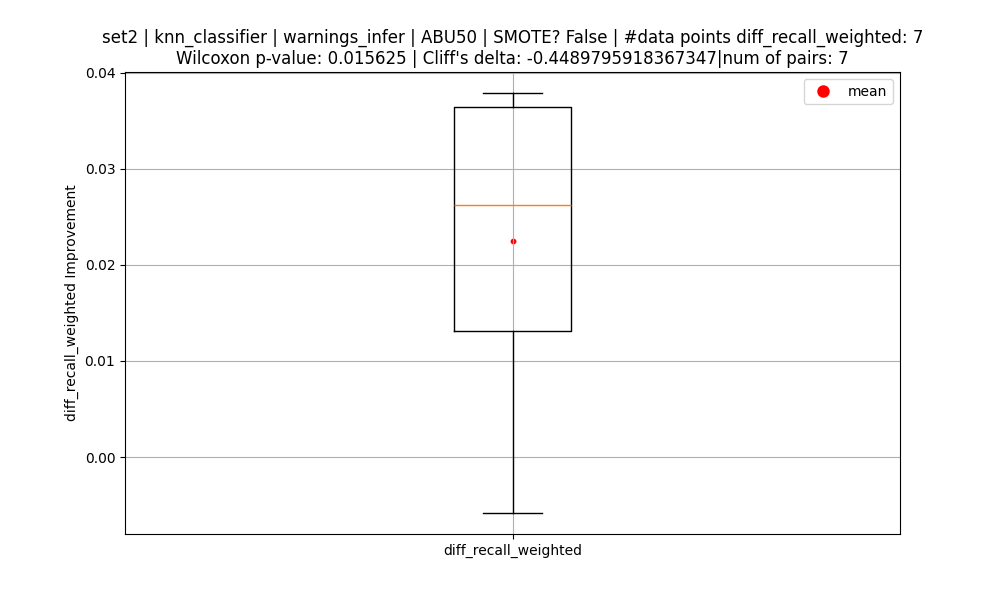 set2 | knn_classifier | warnings_infer | ABU50 | SMOTE? False | #data points diff_recall_weighted: 7
Wilcoxon p-value: 0.015625 | Cliff's delta: -0.4489795918367347|num of pairs: 7
mean
0.04
0.03
0.02
0.01
0.00
diff_recall_weighted Improvement
diff_recall_weighted